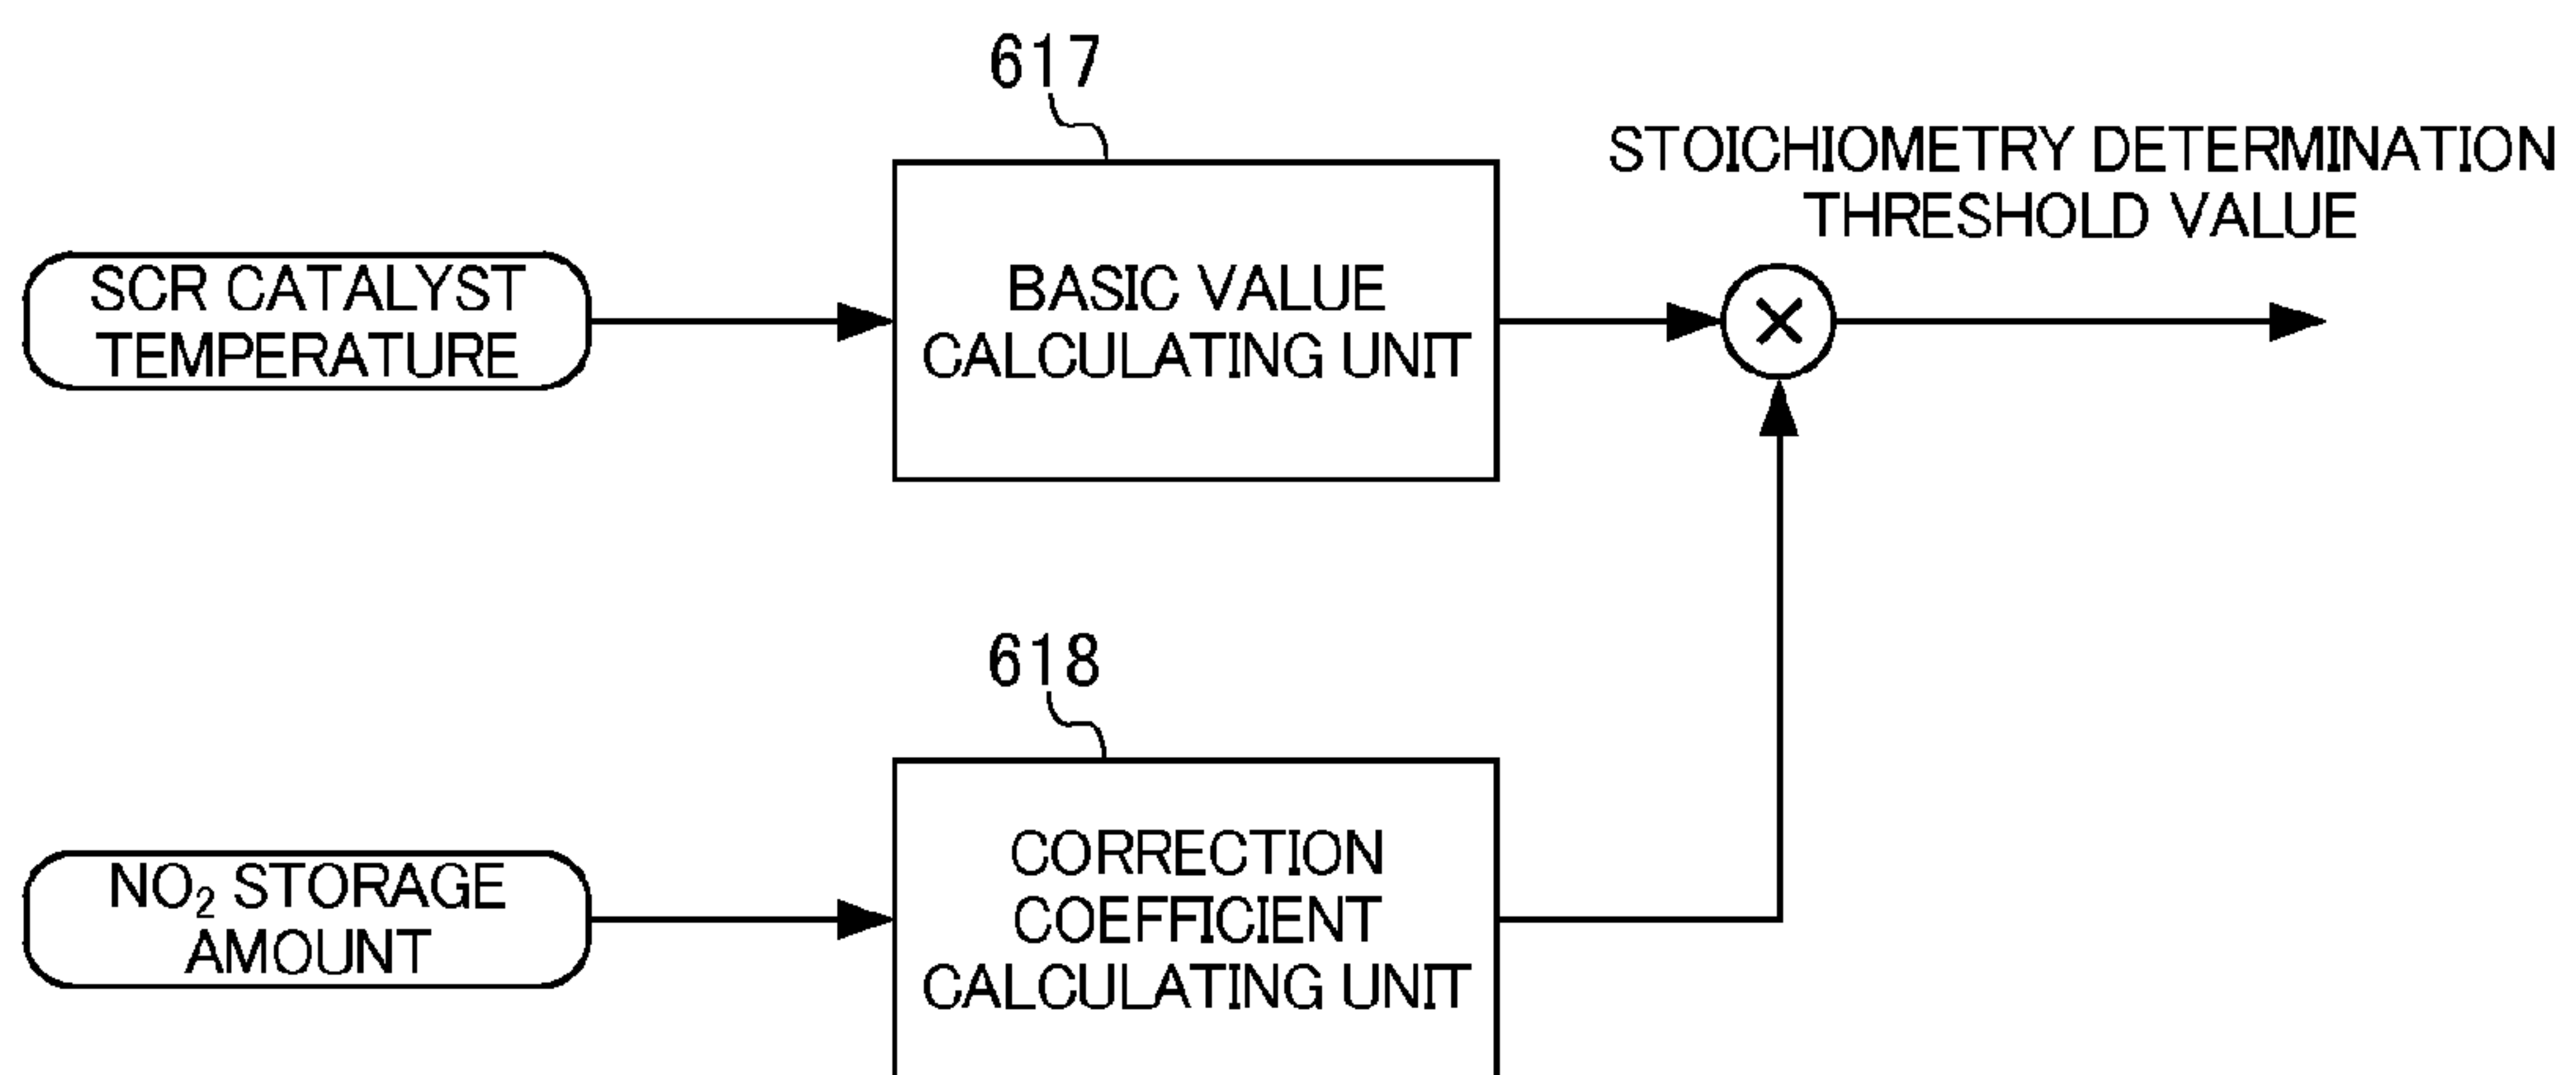 617
STOICHIOMETRY DETERMINATION
THRESHOLD VALUE
SCR CATALYST
TEMPERATURE
BASIC VALUE
CALCULATING UNIT
×
618
NO₂ STORAGE
AMOUNT
CORRECTION
COEFFICIENT
CALCULATING UNIT